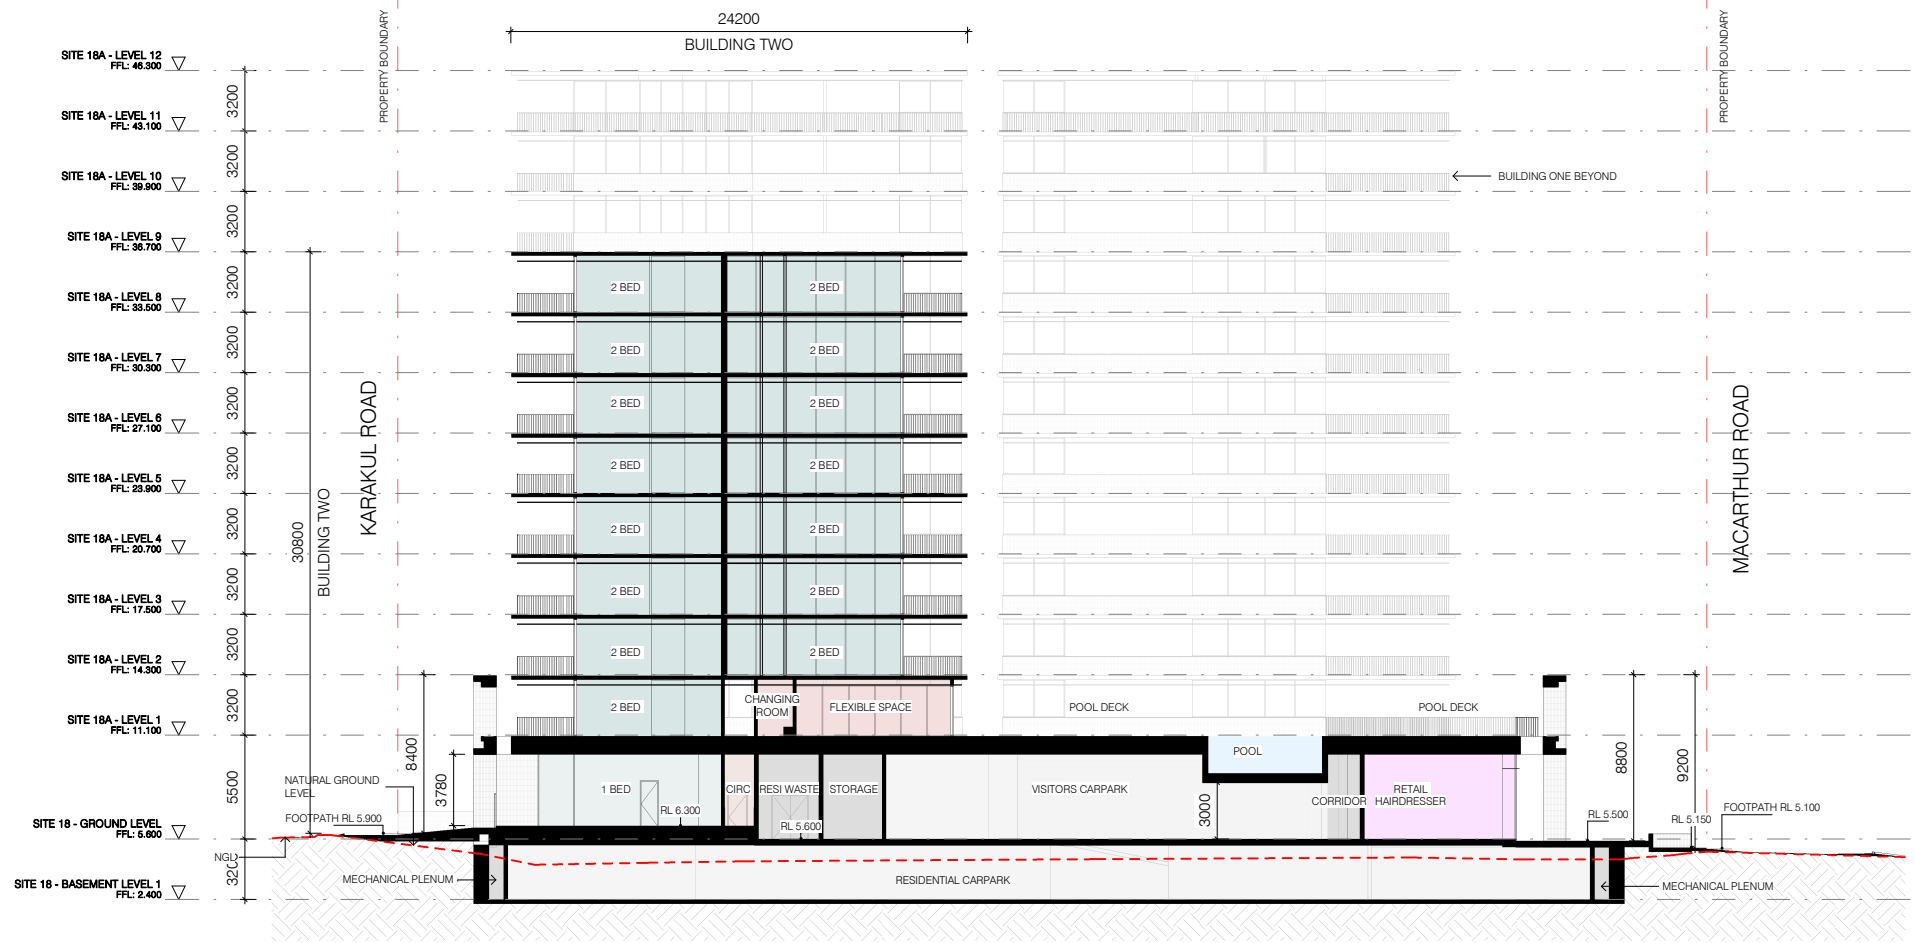 24200
BUILDING TWO
PROPERTY BOUNDARY
PROPERTY BOUNDARY
SITE 18A - LEVEL 12
FFL: 46.300
3200
SITE 18A - LEVEL 11
FFL: 43.100
3200
SITE 18A - LEVEL 10
FFL: 39.900
BUILDING ONE BEYOND
3200
SITE 18A - LEVEL 9
FFL: 36.700
3200
2 BED
2 BED
SITE 18A - LEVEL 8
FFL: 33.500
3200
2 BED
2 BED
SITE 18A - LEVEL 7
FFL: 30.300
3200
2 BED
2 BED
SITE 18A - LEVEL 6
FFL: 27.100
3200
2 BED
2 BED
SITE 18A - LEVEL 5
FFL: 23.900
3200
2 BED
2 BED
SITE 18A - LEVEL 4
FFL: 20.700
3200
2 BED
2 BED
SITE 18A - LEVEL 3
FFL: 17.500
3200
2 BED
2 BED
SITE 18A - LEVEL 2
FFL: 14.300
3200
2 BED
CHANGING
ROOM
FLEXIBLE SPACE
POOL DECK
POOL DECK
SITE 18A - LEVEL 1
FFL: 11.100
30800
BUILDING TWO
KARAKUL ROAD
MACARTHUR ROAD
8400
3780
5500
POOL
8800
9200
NATURAL GROUND
LEVEL
1 BED
CIRC
RESI WASTE
STORAGE
VISITORS CARPARK
3000
CORRIDOR
RETAIL
HAIRDRESSER
RL 6.300
RL 5.600
RL 5.500
RL 5.150
FOOTPATH RL 5.100
FOOTPATH RL 5.900
SITE 18 - GROUND LEVEL
FFL: 5.600
NGL
3200
MECHANICAL PLENUM
RESIDENTIAL CARPARK
MECHANICAL PLENUM
SITE 18 - BASEMENT LEVEL 1
FFL: 2.400